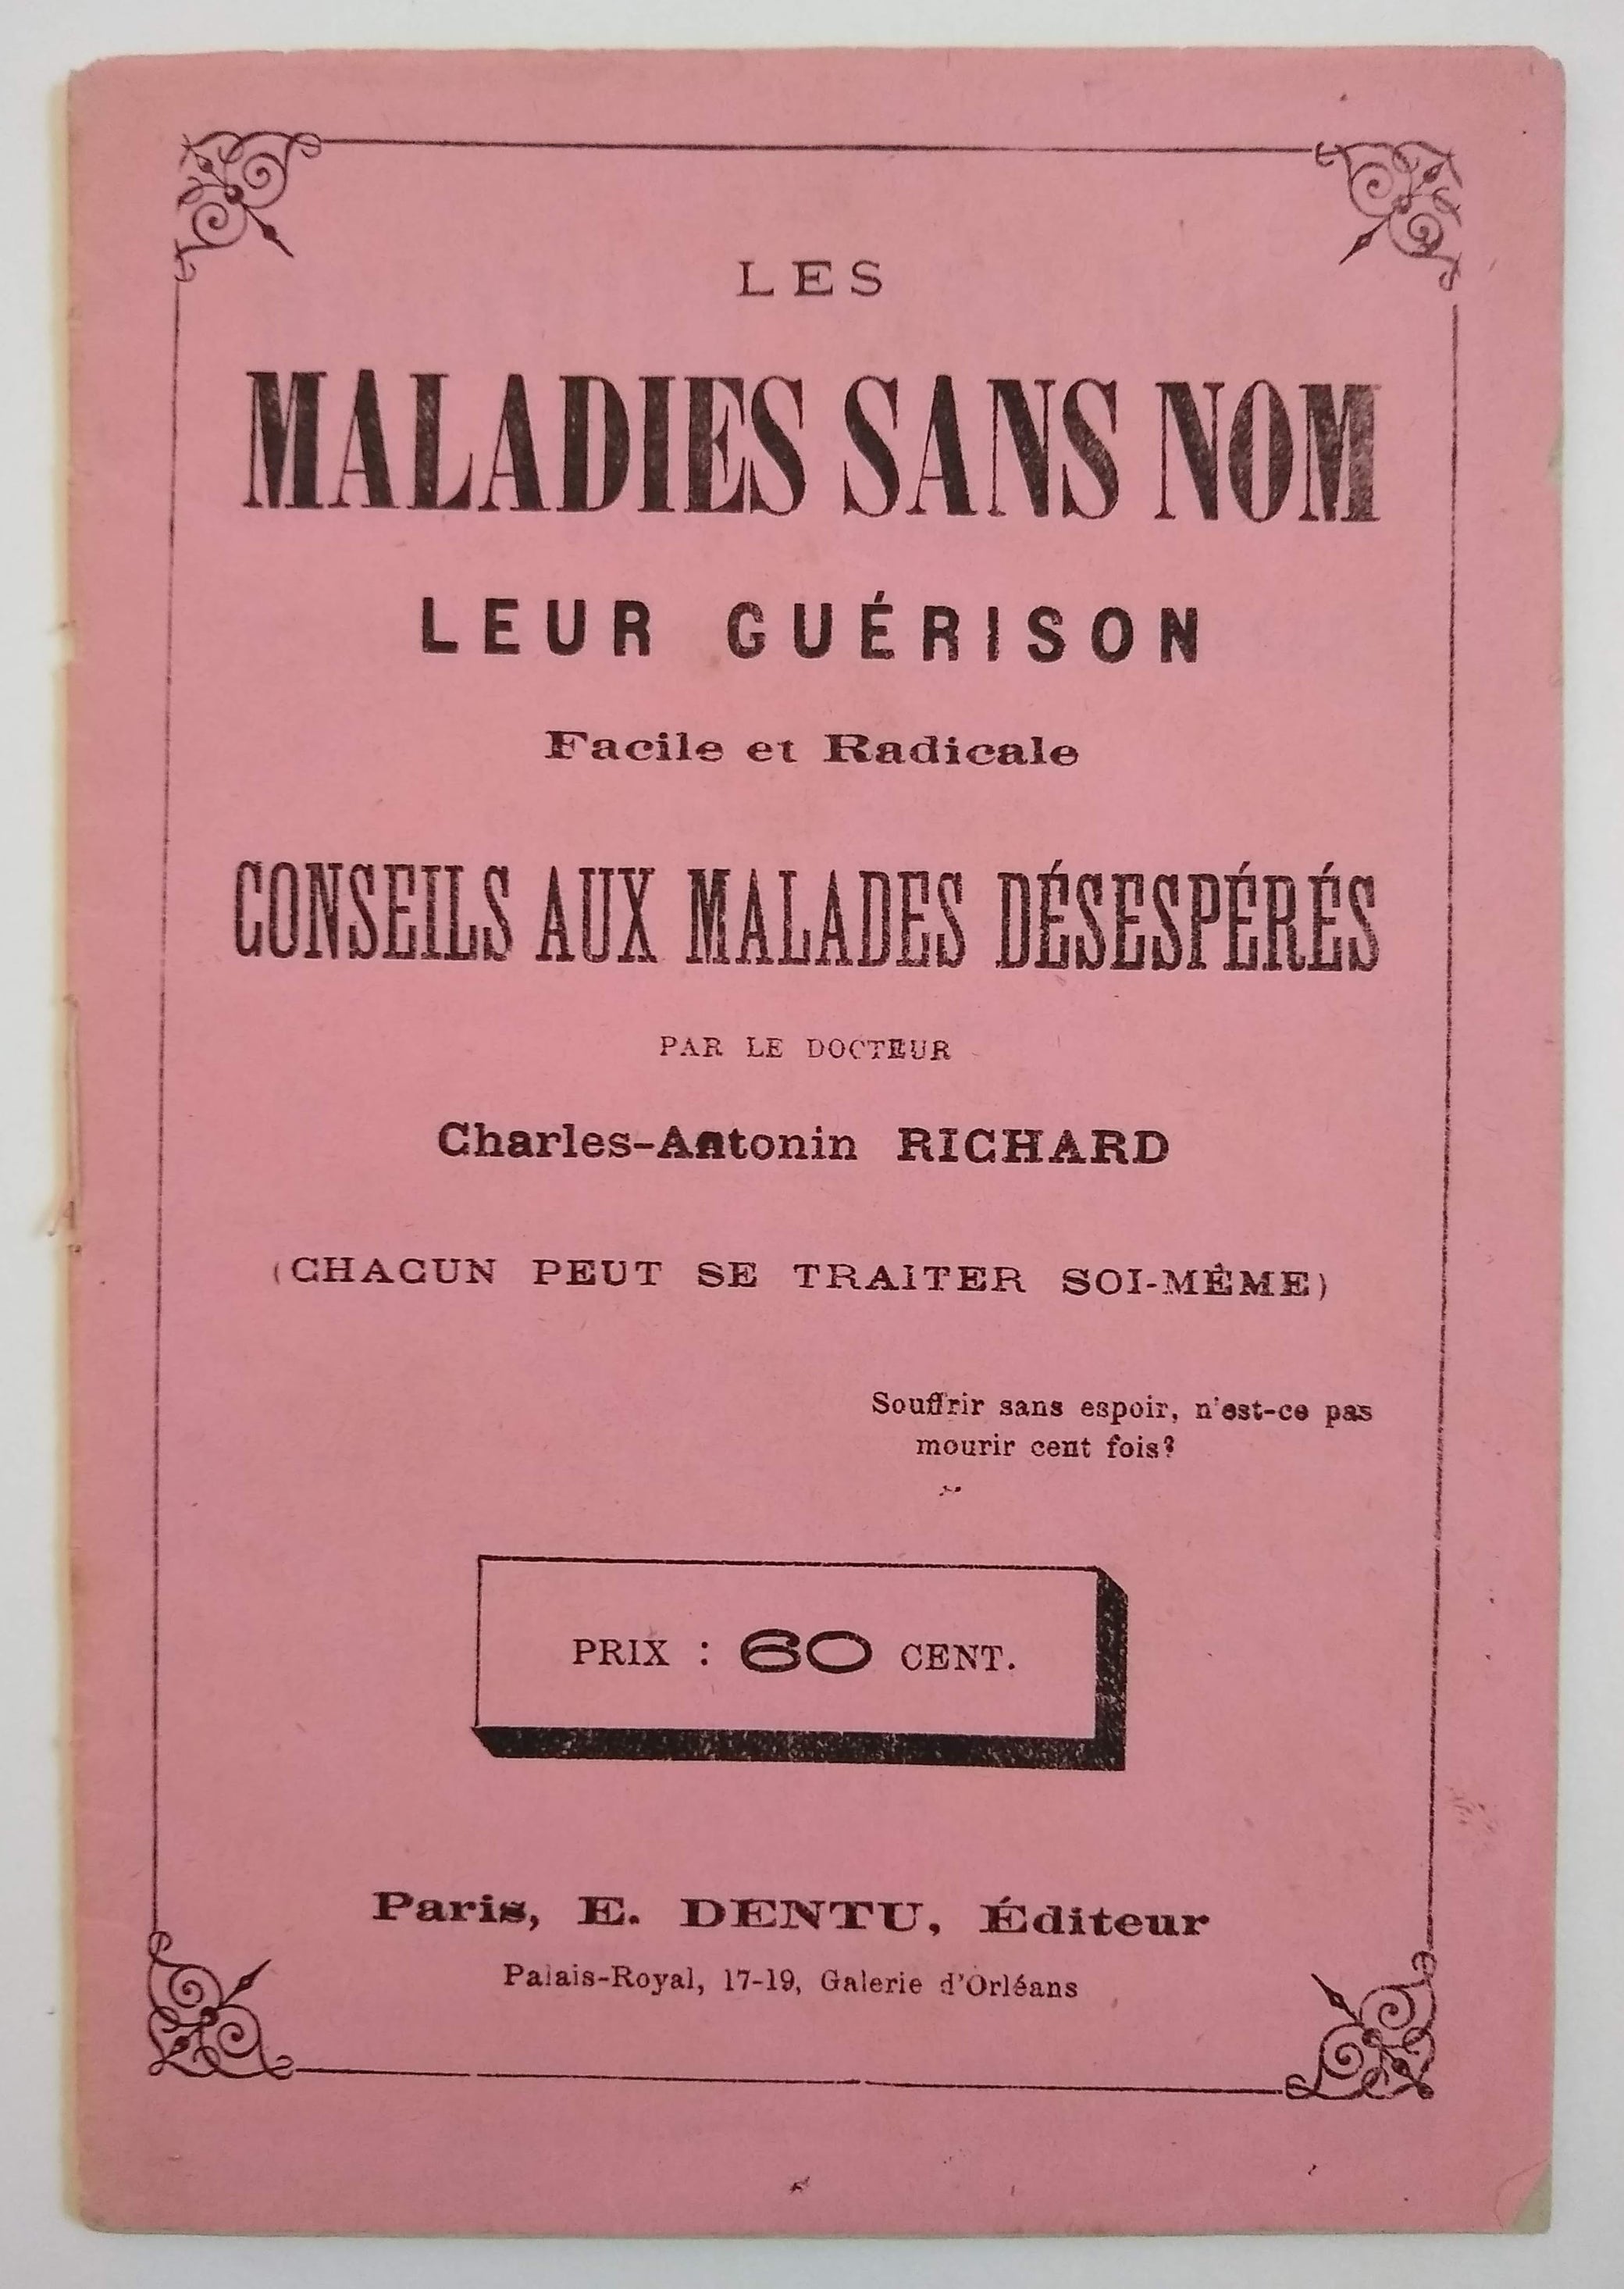 LES
MALADIES SANS NOM
LEUR GUÉRISON
Facile et Radicale
CONSEILS AUX MALADES DÉSESPÉRÉS
PAR LE DOCTEUR
Charles-Antonin RICHARD
(CHACUN PEUT SE TRAITER SOI-MÊME)
Souffrir sans espoir, n'est-ce pas
mourir cent fois?
PRIX : 60 CENT.
Paris, E. DENTU, Éditeur
Palais-Royal, 17-19, Galerie d'Orléans